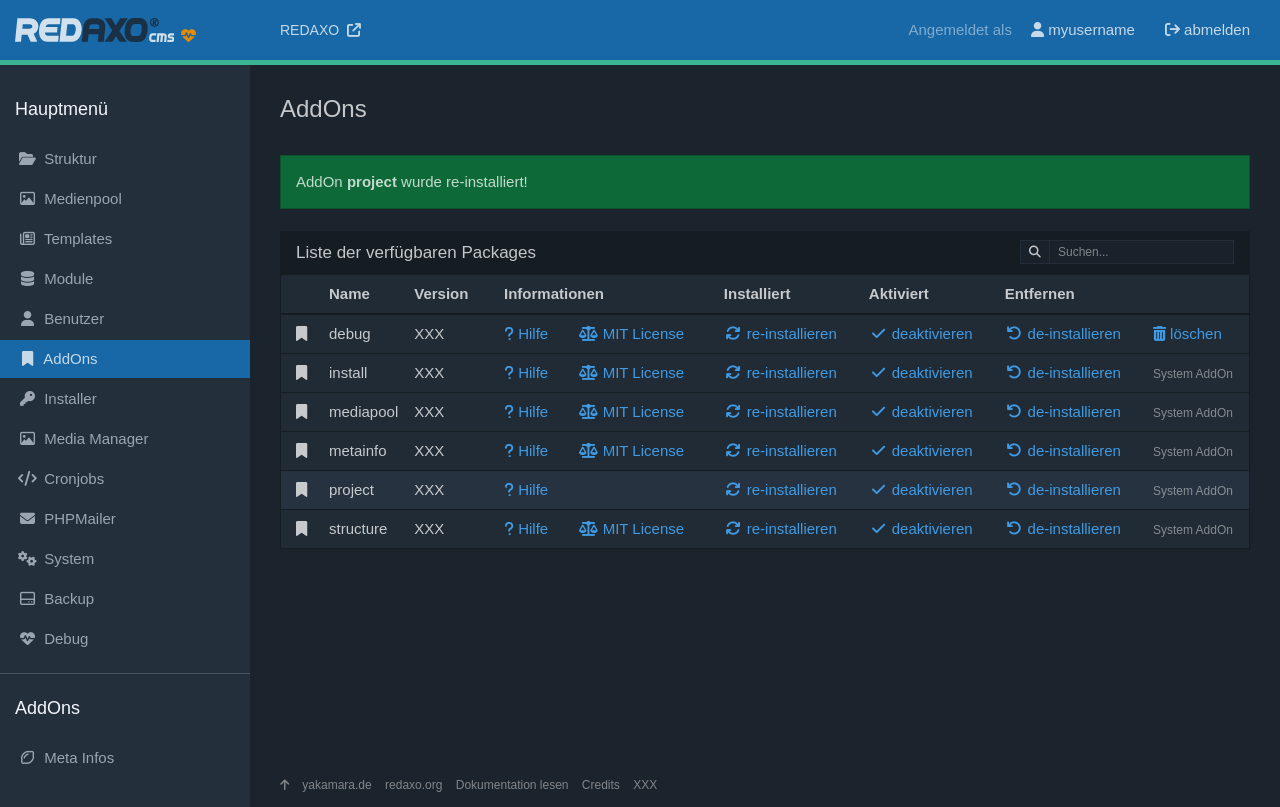 REDAXO® cms
REDAXO
Angemeldet als myusername abmelden
Hauptmenü
Struktur
Medienpool
Templates
Module
Benutzer
AddOns
Installer
Media Manager
Cronjobs
PHPMailer
System
Backup
Debug
AddOns
Meta Infos
AddOns
AddOn project wurde re-installiert!
Liste der verfügbaren Packages
Suchen...
Name Version Informationen Installiert Aktiviert Entfernen
debug XXX Hilfe MIT License re-installieren deaktivieren de-installieren löschen
install XXX Hilfe MIT License re-installieren deaktivieren de-installieren System AddOn
mediapool XXX Hilfe MIT License re-installieren deaktivieren de-installieren System AddOn
metainfo XXX Hilfe MIT License re-installieren deaktivieren de-installieren System AddOn
project XXX Hilfe re-installieren deaktivieren de-installieren System AddOn
structure XXX Hilfe MIT License re-installieren deaktivieren de-installieren System AddOn
yakamara.de redaxo.org Dokumentation lesen Credits XXX